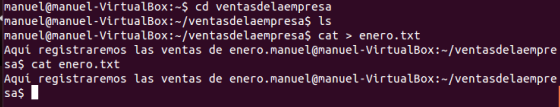 manuel@manuel-VirtualBox:~$ cd ventasdelaempresa
manuel@manuel-VirtualBox:~/ventasdelaempresa$ ls
manuel@manuel-VirtualBox:~/ventasdelaempresa$ cat > enero.txt
Aqui registraremos las ventas de enero.manuel@manuel-VirtualBox:~/ventasdelaempre
sa$ cat enero.txt
Aqui registraremos las ventas de enero.manuel@manuel-VirtualBox:~/ventasdelaempre
sa$